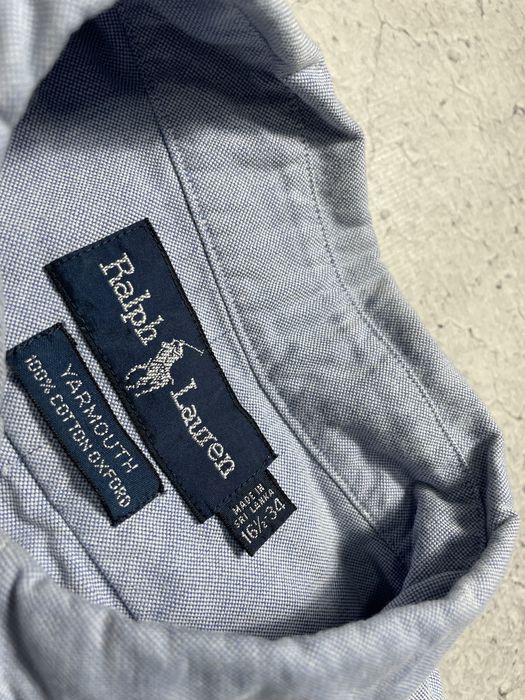 Ralph Lauren
YARMOUTH
100% COTTON OXFORD
MADE IN
SRI LANKA
16½-34